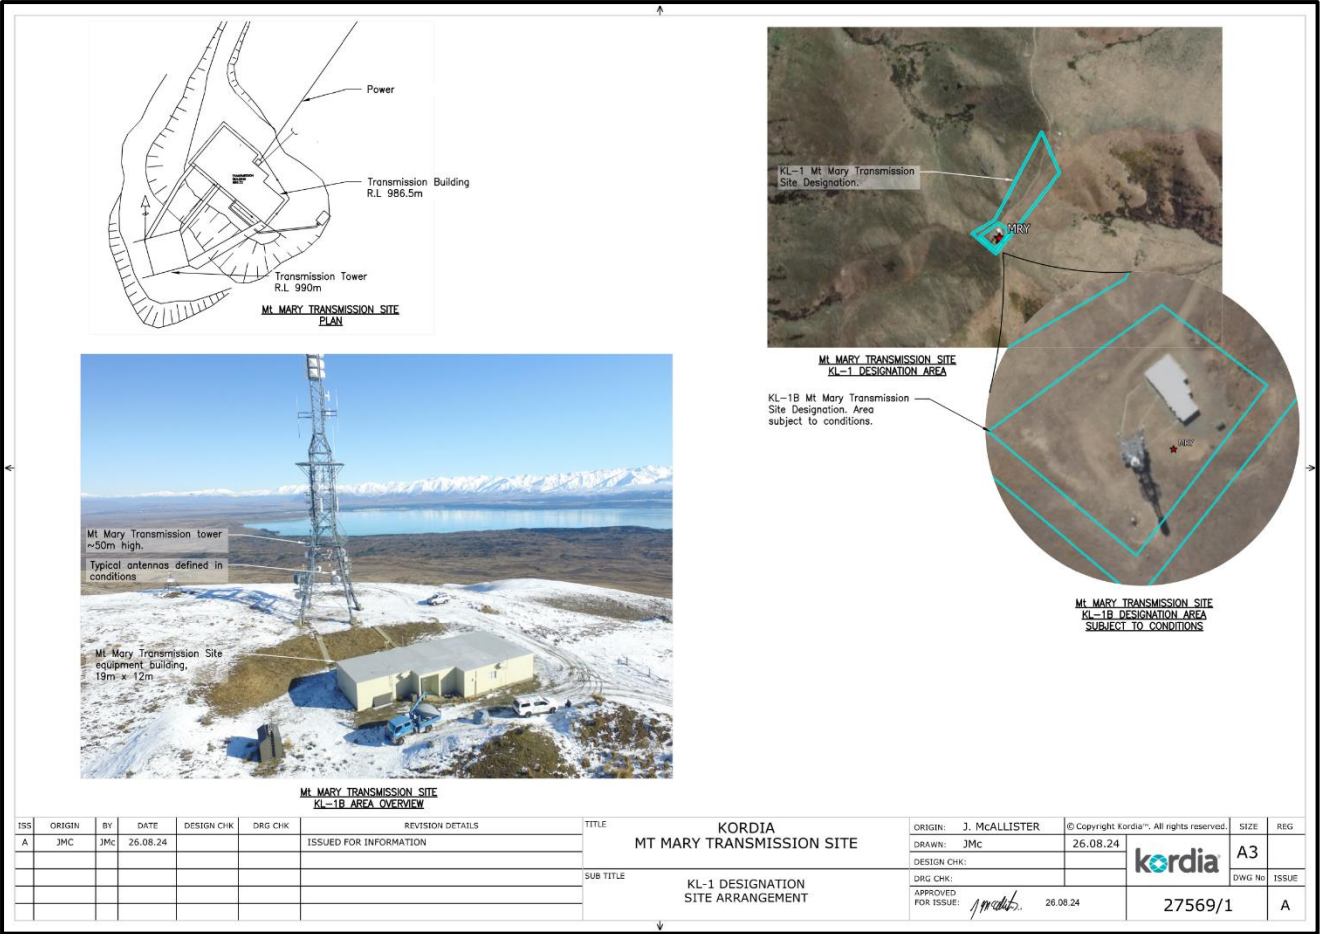 Power
Transmission Building
R.L 986.5m
Transmission Tower
R.L 990m
Mt MARY TRANSMISSION SITE
PLAN
KL-1 Mt Mary Transmission
Site Designation.
MRY
Mt MARY TRANSMISSION SITE
KL-1 DESIGNATION AREA
KL-1B Mt Mary Transmission
Site Designation. Area
subject to conditions.
MRY
Mt MARY TRANSMISSION SITE
KL-1B DESIGNATION AREA
SUBJECT TO CONDITIONS
Mt Mary Transmission tower
~50m high.
Typical antennas defined in
conditions
Mt Mary Transmission Site
equipment building,
19m x 12m
Mt MARY TRANSMISSION SITE
KL-1B AREA OVERVIEW
ISS ORIGIN BY DATE DESIGN CHK DRG CHK REVISION DETAILS
A JMC JMc 26.08.24 ISSUED FOR INFORMATION
TITLE
KORDIA
MT MARY TRANSMISSION SITE
SUB TITLE
KL-1 DESIGNATION
SITE ARRANGEMENT
ORIGIN: J. McALLISTER
DRAWN: JMc 26.08.24
DESIGN CHK:
DRG CHK:
APPROVED
FOR ISSUE: 26.08.24
© Copyright Kordia™. All rights reserved.
kordia
SIZE REG
A3
DWG No ISSUE
27569/1 A